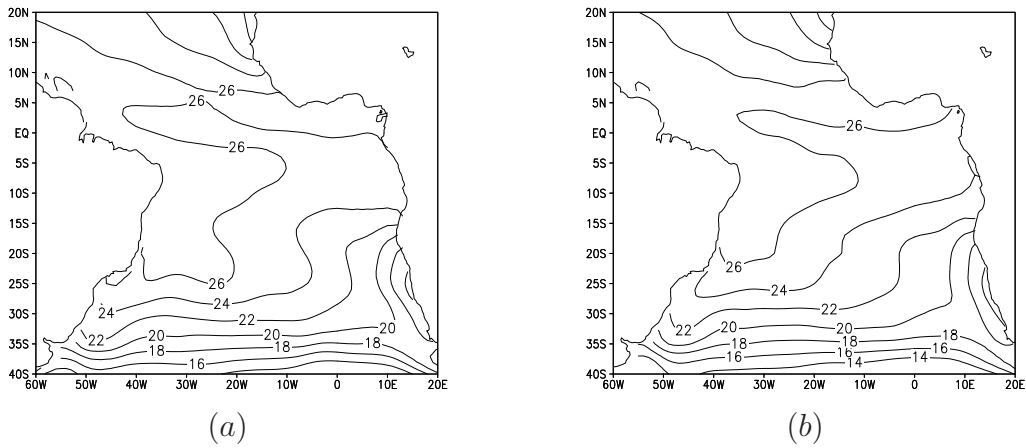 20N 20N
15N 15N
10N 10N
26 26
5N 5N
26
EQ EQ
26
5S 5S
10S 10S
15S 15S
20S 20S
26
25S 26 25S
24
24 24
30S 22 30S 22
22 20 20 20 22 20 20
35S 18 18 18 35S 18 18 18
16 16 16 14
16 14
40S 40S
60W 50W 40W 30W 20W 10W 0 10E 20E 60W 50W 40W 30W 20W 10W 0 10E 20E
(a) (b)